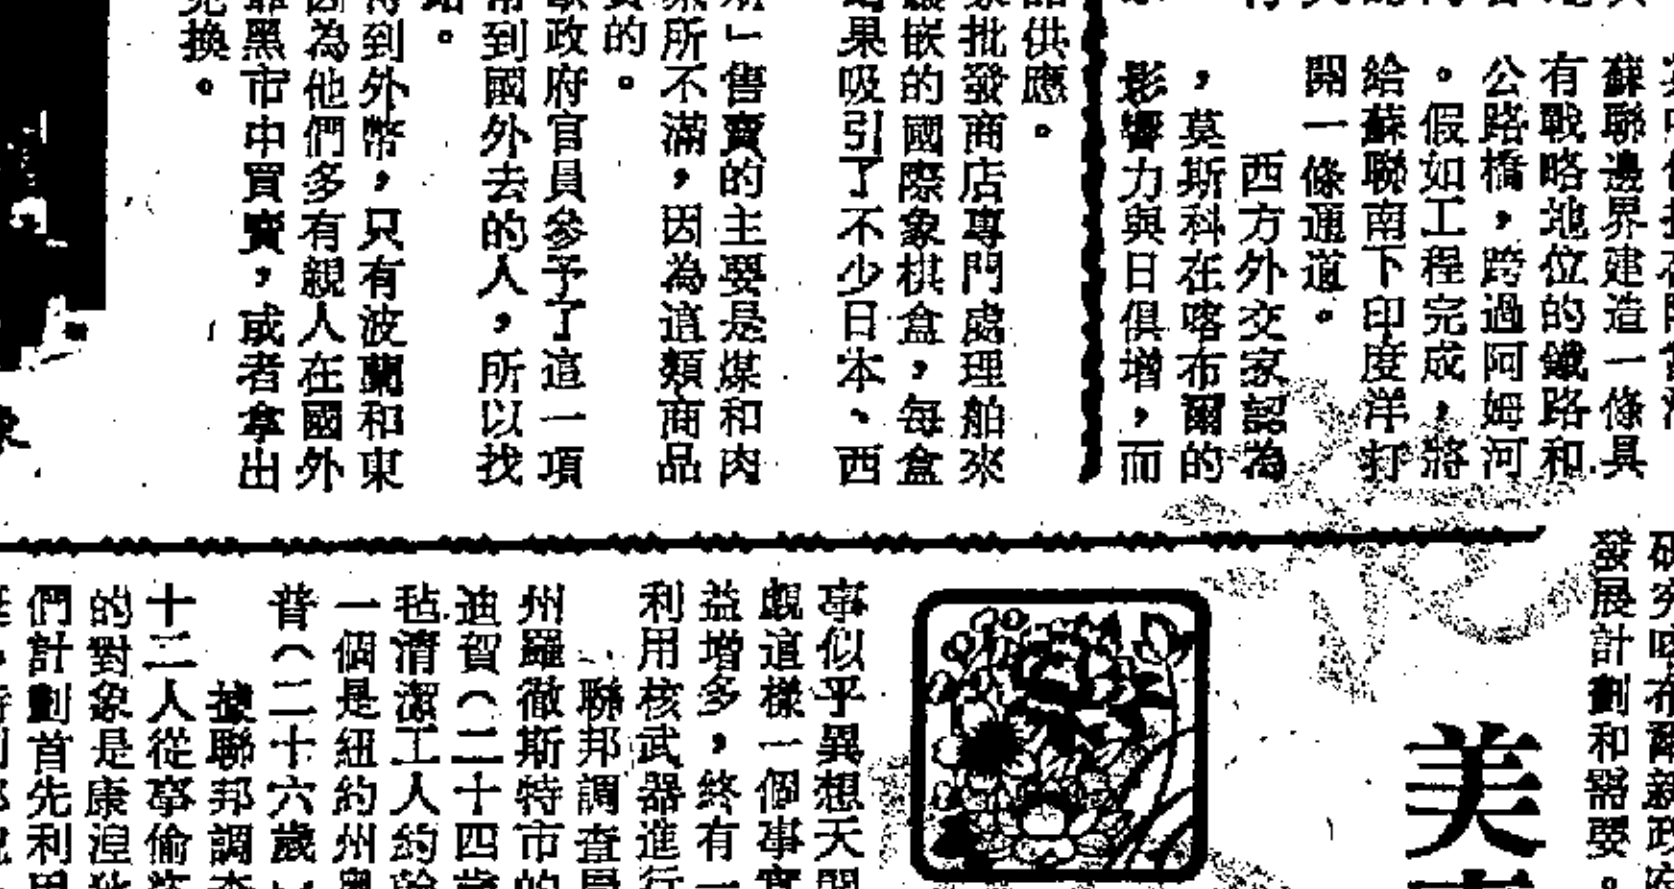 蘇聯邊界建造一條具
有戰略地位的鐵路和
公路橋，跨過阿姆河
。假如工程完成，將
給蘇聯南下印度洋打
開一條通道。
西方外交家認為
，莫斯科在喀布爾的
影響力與日俱增，而
供應。
批發商店專門處理舶來
嵌的國際象棋盒，每盒
果吸引了不少日本、西
」售賣的主要是煤和肉
所不滿，因為這類商品
的。
政府官員參予了這一項
到國外去的人，所以找
。
到外幣，只有波蘭和東
因為他們多有親人在國外
黑市中買賣，或者拿出
兌換。
發展計劃和器要。
美
事似乎異想天開
覷這樣一個事實
益增多，終有一
利用核武器進行
聯邦調查
州羅徹斯特市的
迪賀（二十四歲
毡清潔工人約
一個是紐約州
普（二十六歲
據聯邦調查
十二人從事偷
的對象是康湼狄
們計劃首先利用